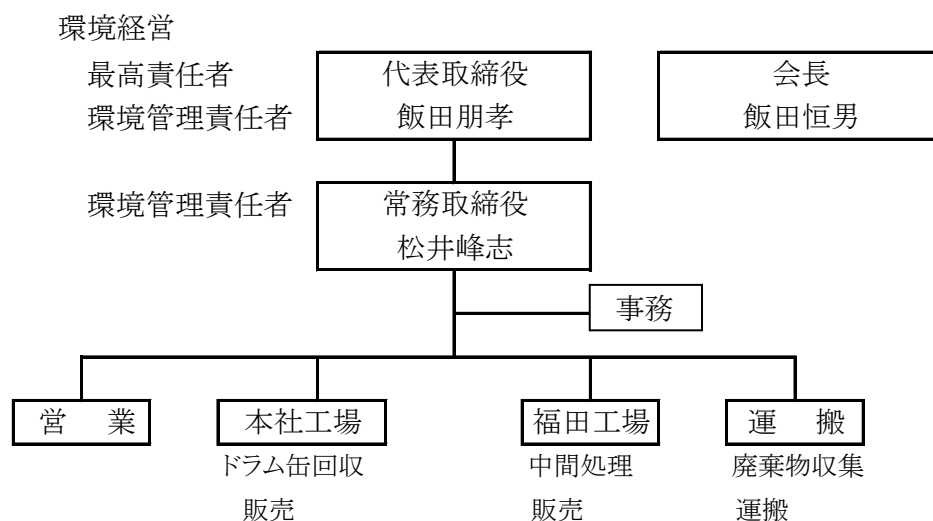 環境経営
最高責任者
環境管理責任者
代表取締役
飯田朋孝
会長
飯田恒男
環境管理責任者
常務取締役
松井峰志
事務
営 業
本社工場
ドラム缶回収
販売
福田工場
中間処理
販売
運 搬
廃棄物収集
運搬